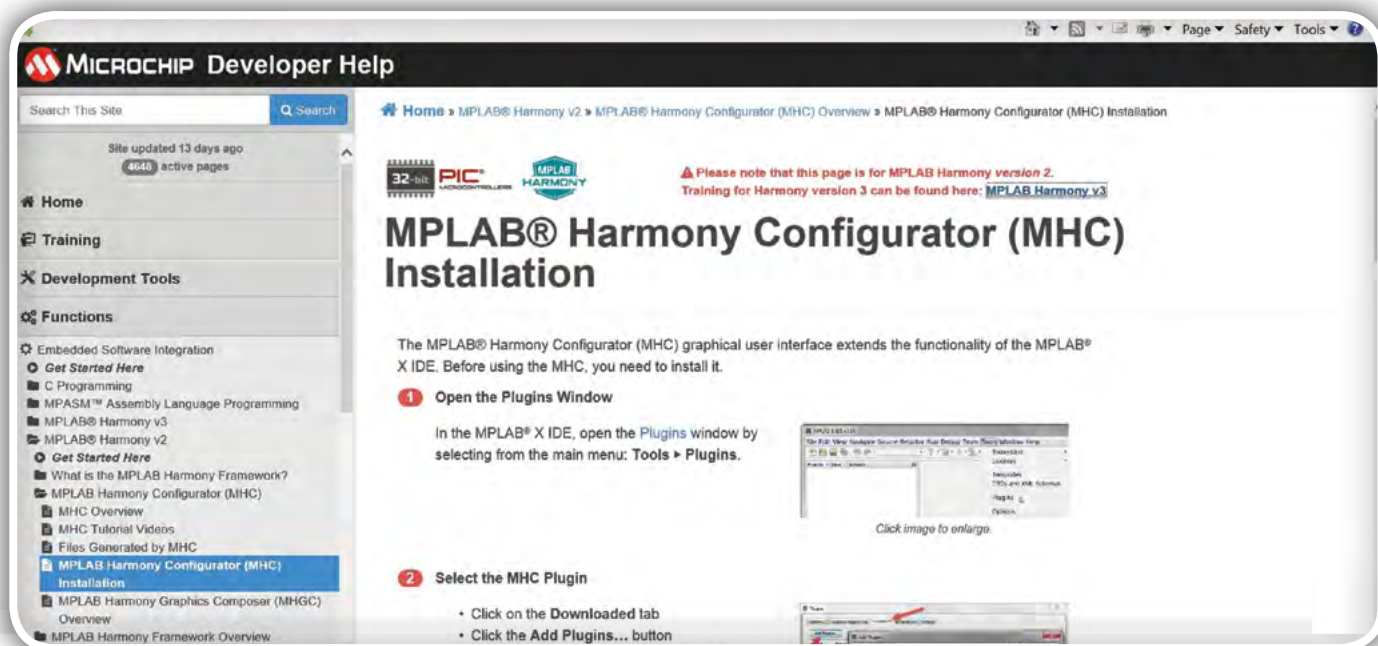 Page ▾ Safety ▾ Tools ▾
MICROCHIP Developer Help
Search This Site
Search
Home » MPLAB® Harmony v2 » MPLAB® Harmony Configurator (MHC) Overview » MPLAB® Harmony Configurator (MHC) Installation
Site updated 13 days ago
4648 active pages
32-bit PIC® MICROCONTROLLERS
MPLAB HARMONY
Please note that this page is for MPLAB Harmony version 2.
Training for Harmony version 3 can be found here: MPLAB Harmony v3
Home
Training
Development Tools
Functions
Embedded Software Integration
Get Started Here
C Programming
MPASM™ Assembly Language Programming
MPLAB® Harmony v3
MPLAB® Harmony v2
Get Started Here
What is the MPLAB Harmony Framework?
MPLAB Harmony Configurator (MHC)
MHC Overview
MHC Tutorial Videos
Files Generated by MHC
MPLAB Harmony Configurator (MHC)
Installation
MPLAB Harmony Graphics Composer (MHGC)
Overview
MPLAB Harmony Framework Overview
MPLAB® Harmony Configurator (MHC)
Installation
The MPLAB® Harmony Configurator (MHC) graphical user interface extends the functionality of the MPLAB®
X IDE. Before using the MHC, you need to install it.
1 Open the Plugins Window
In the MPLAB® X IDE, open the Plugins window by
selecting from the main menu: Tools ▸ Plugins.
Click image to enlarge.
2 Select the MHC Plugin
• Click on the Downloaded tab
• Click the Add Plugins... button